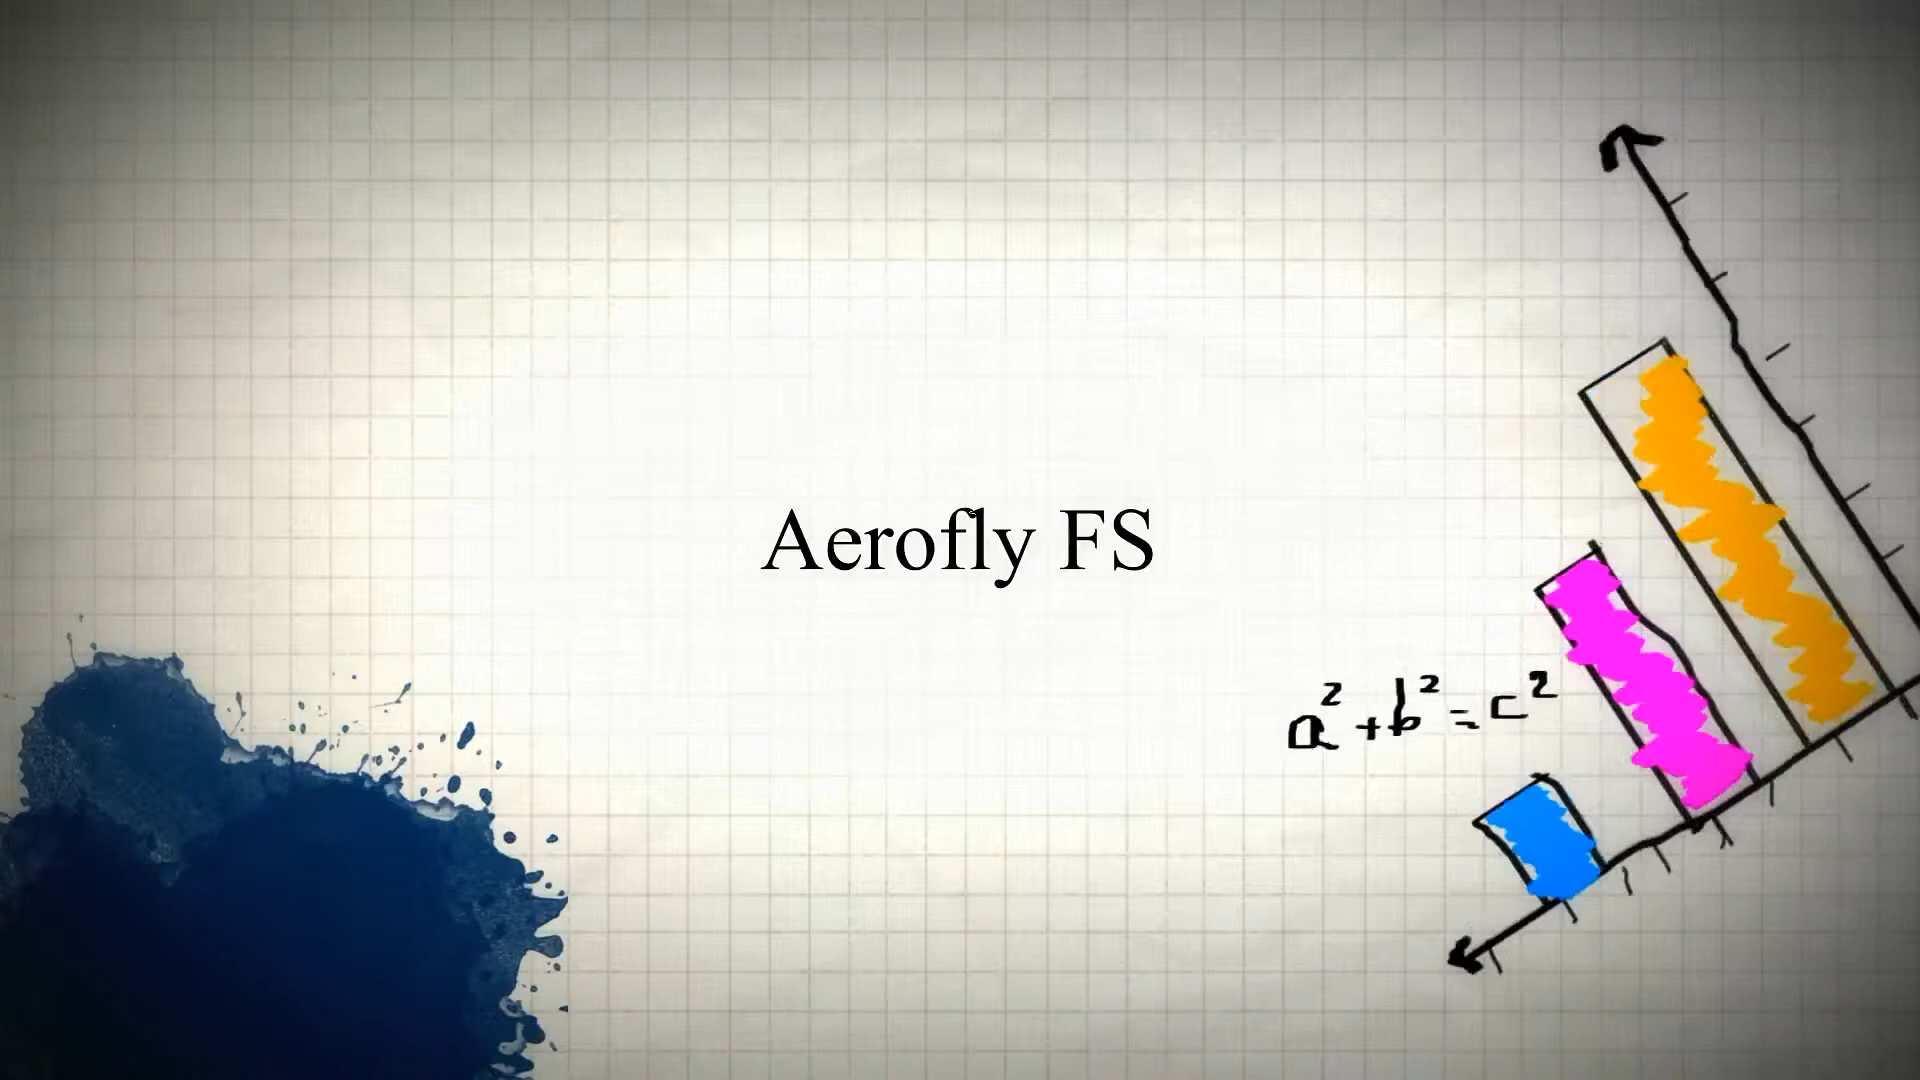 Aerofly FS
a² + b² = c²